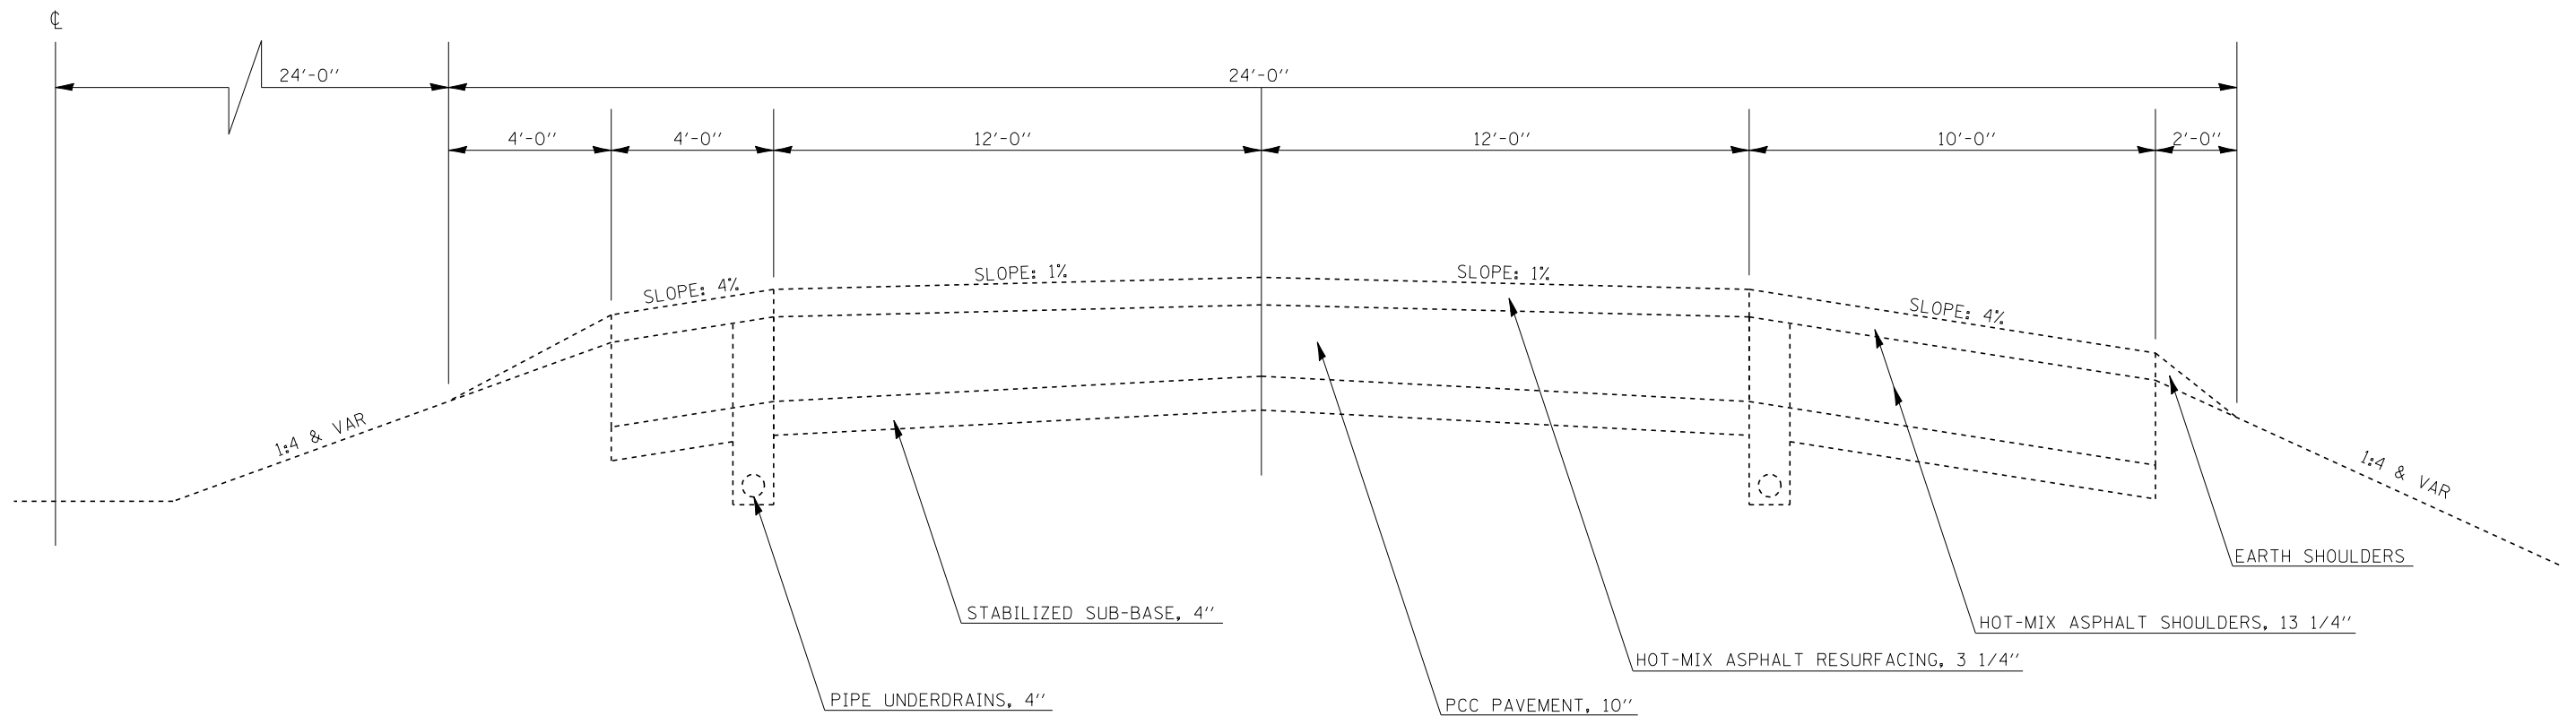 ℄
24'-0" 24'-0"
4'-0" 4'-0" 12'-0" 12'-0" 10'-0" 2'-0"
SLOPE: 4% SLOPE: 1% SLOPE: 1% SLOPE: 4%
1:4 & VAR 1:4 & VAR
EARTH SHOULDERS
STABILIZED SUB-BASE, 4"
HOT-MIX ASPHALT SHOULDERS, 13 1/4"
HOT-MIX ASPHALT RESURFACING, 3 1/4"
PIPE UNDERDRAINS, 4"
PCC PAVEMENT, 10"